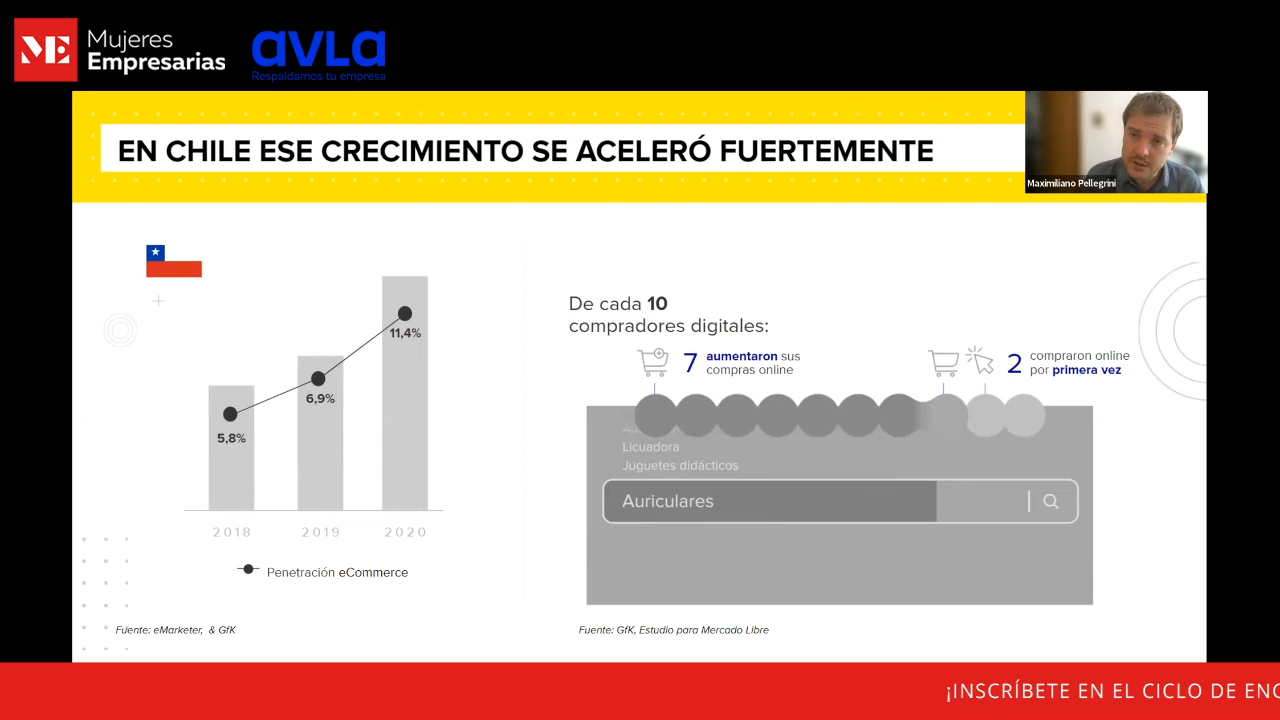 ME
Mujeres
Empresarias
avla
Respaldamos tu empresa
EN CHILE ESE CRECIMIENTO SE ACELERÓ FUERTEMENTE
Maximiliano Pellegrini
11,4%
6,9%
5,8%
2018 2019 2020
Penetración eCommerce
Fuente: eMarketer, & GfK
De cada 10
compradores digitales:
7 aumentaron sus
compras online
2 compraron online
por primera vez
Licuadora
Juguetes didácticos
Auriculares
Fuente: GfK, Estudio para Mercado Libre
¡INSCRÍBETE EN EL CICLO DE ENC